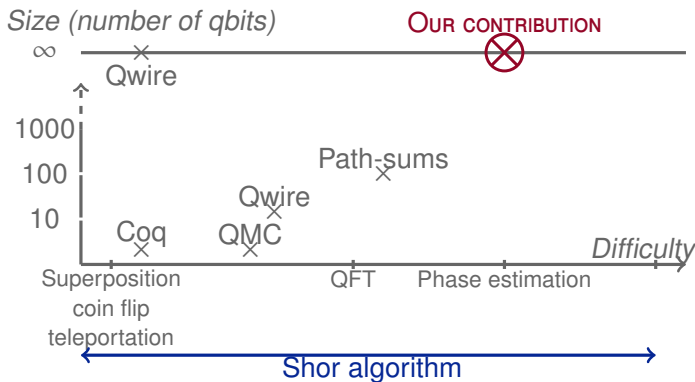 Size (number of qbits)
OUR CONTRIBUTION
∞
Qwire
1000
Path-sums
100
Qwire
10
Coq
QMC
Difficulty
Superposition
coin flip
teleportation
QFT
Phase estimation
Shor algorithm